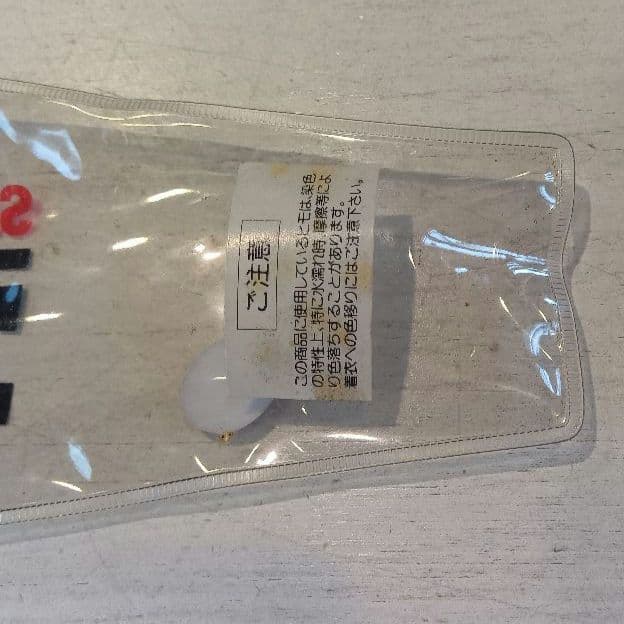 ご注意
この商品に使用しているヒモは、染色
の特性上、特に水濡れ時、摩擦等によ
り色落ちすることがあります。
着衣への色移りにはご注意下さい。
S